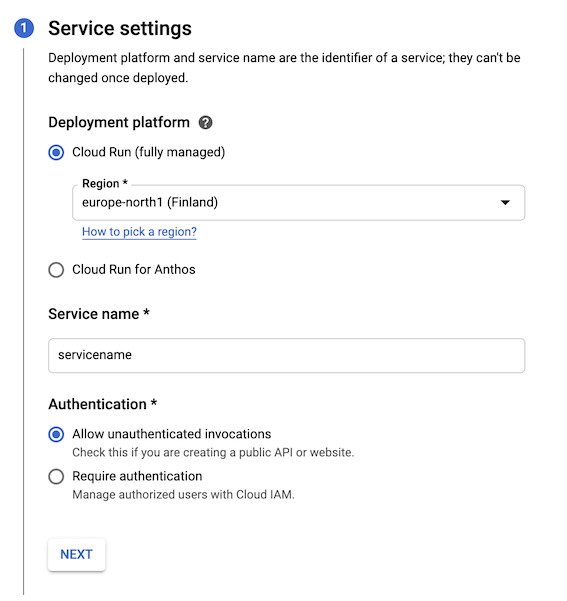 1 Service settings
Deployment platform and service name are the identifier of a service; they can't be
changed once deployed.
Deployment platform ?
Cloud Run (fully managed)
Region *
europe-north1 (Finland)
How to pick a region?
Cloud Run for Anthos
Service name *
servicename
Authentication *
Allow unauthenticated invocations
Check this if you are creating a public API or website.
Require authentication
Manage authorized users with Cloud IAM.
NEXT